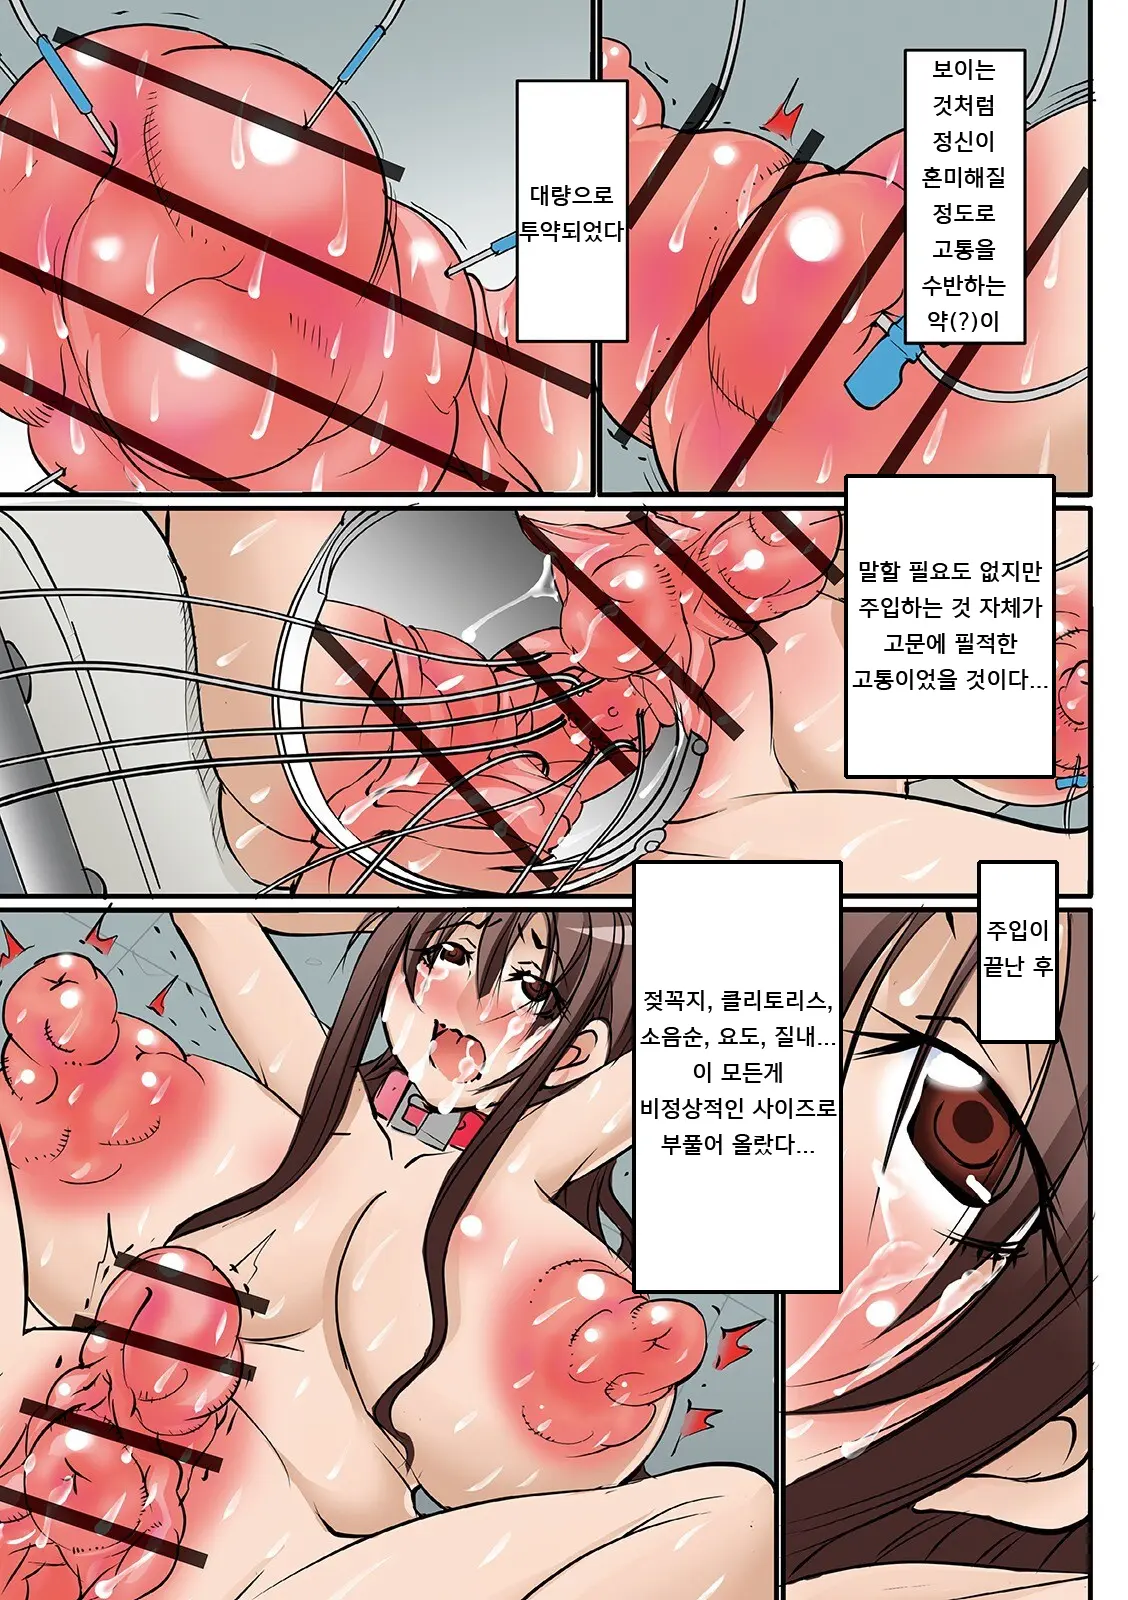 보이는
것처럼
정신이
혼미해질
정도로
고통을
수반하는
약(?)이
대량으로
투약되었다
말할 필요도 없지만
주입하는 것 자체가
고문에 필적한
고통이었을 것이다...
주입이
끝난 후
젖꼭지, 클리토리스,
소음순, 요도, 질내...
이 모든게
비정상적인 사이즈로
부풀어 올랐다...